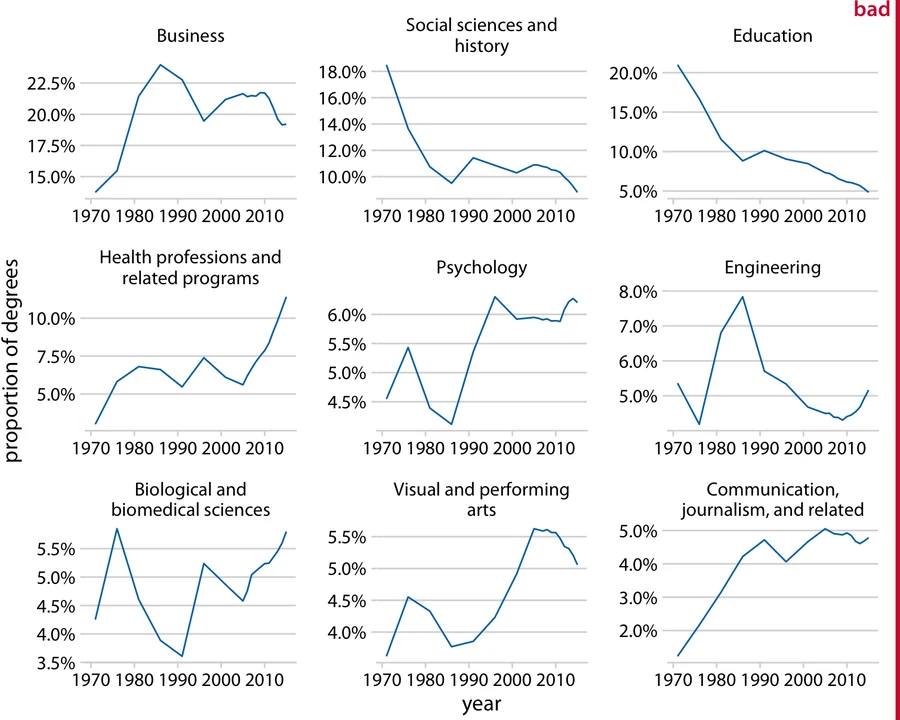 bad
Business
22.5%
20.0%
17.5%
15.0%
1970 1980 1990 2000 2010
Social sciences and
history
18.0%
16.0%
14.0%
12.0%
10.0%
1970 1980 1990 2000 2010
Education
20.0%
15.0%
10.0%
5.0%
1970 1980 1990 2000 2010
proportion of degrees
Health professions and
related programs
10.0%
7.5%
5.0%
1970 1980 1990 2000 2010
Psychology
6.0%
5.5%
5.0%
4.5%
1970 1980 1990 2000 2010
Engineering
8.0%
7.0%
6.0%
5.0%
1970 1980 1990 2000 2010
Biological and
biomedical sciences
5.5%
5.0%
4.5%
4.0%
3.5%
1970 1980 1990 2000 2010
Visual and performing
arts
5.5%
5.0%
4.5%
4.0%
1970 1980 1990 2000 2010
Communication,
journalism, and related
5.0%
4.0%
3.0%
2.0%
1970 1980 1990 2000 2010
year